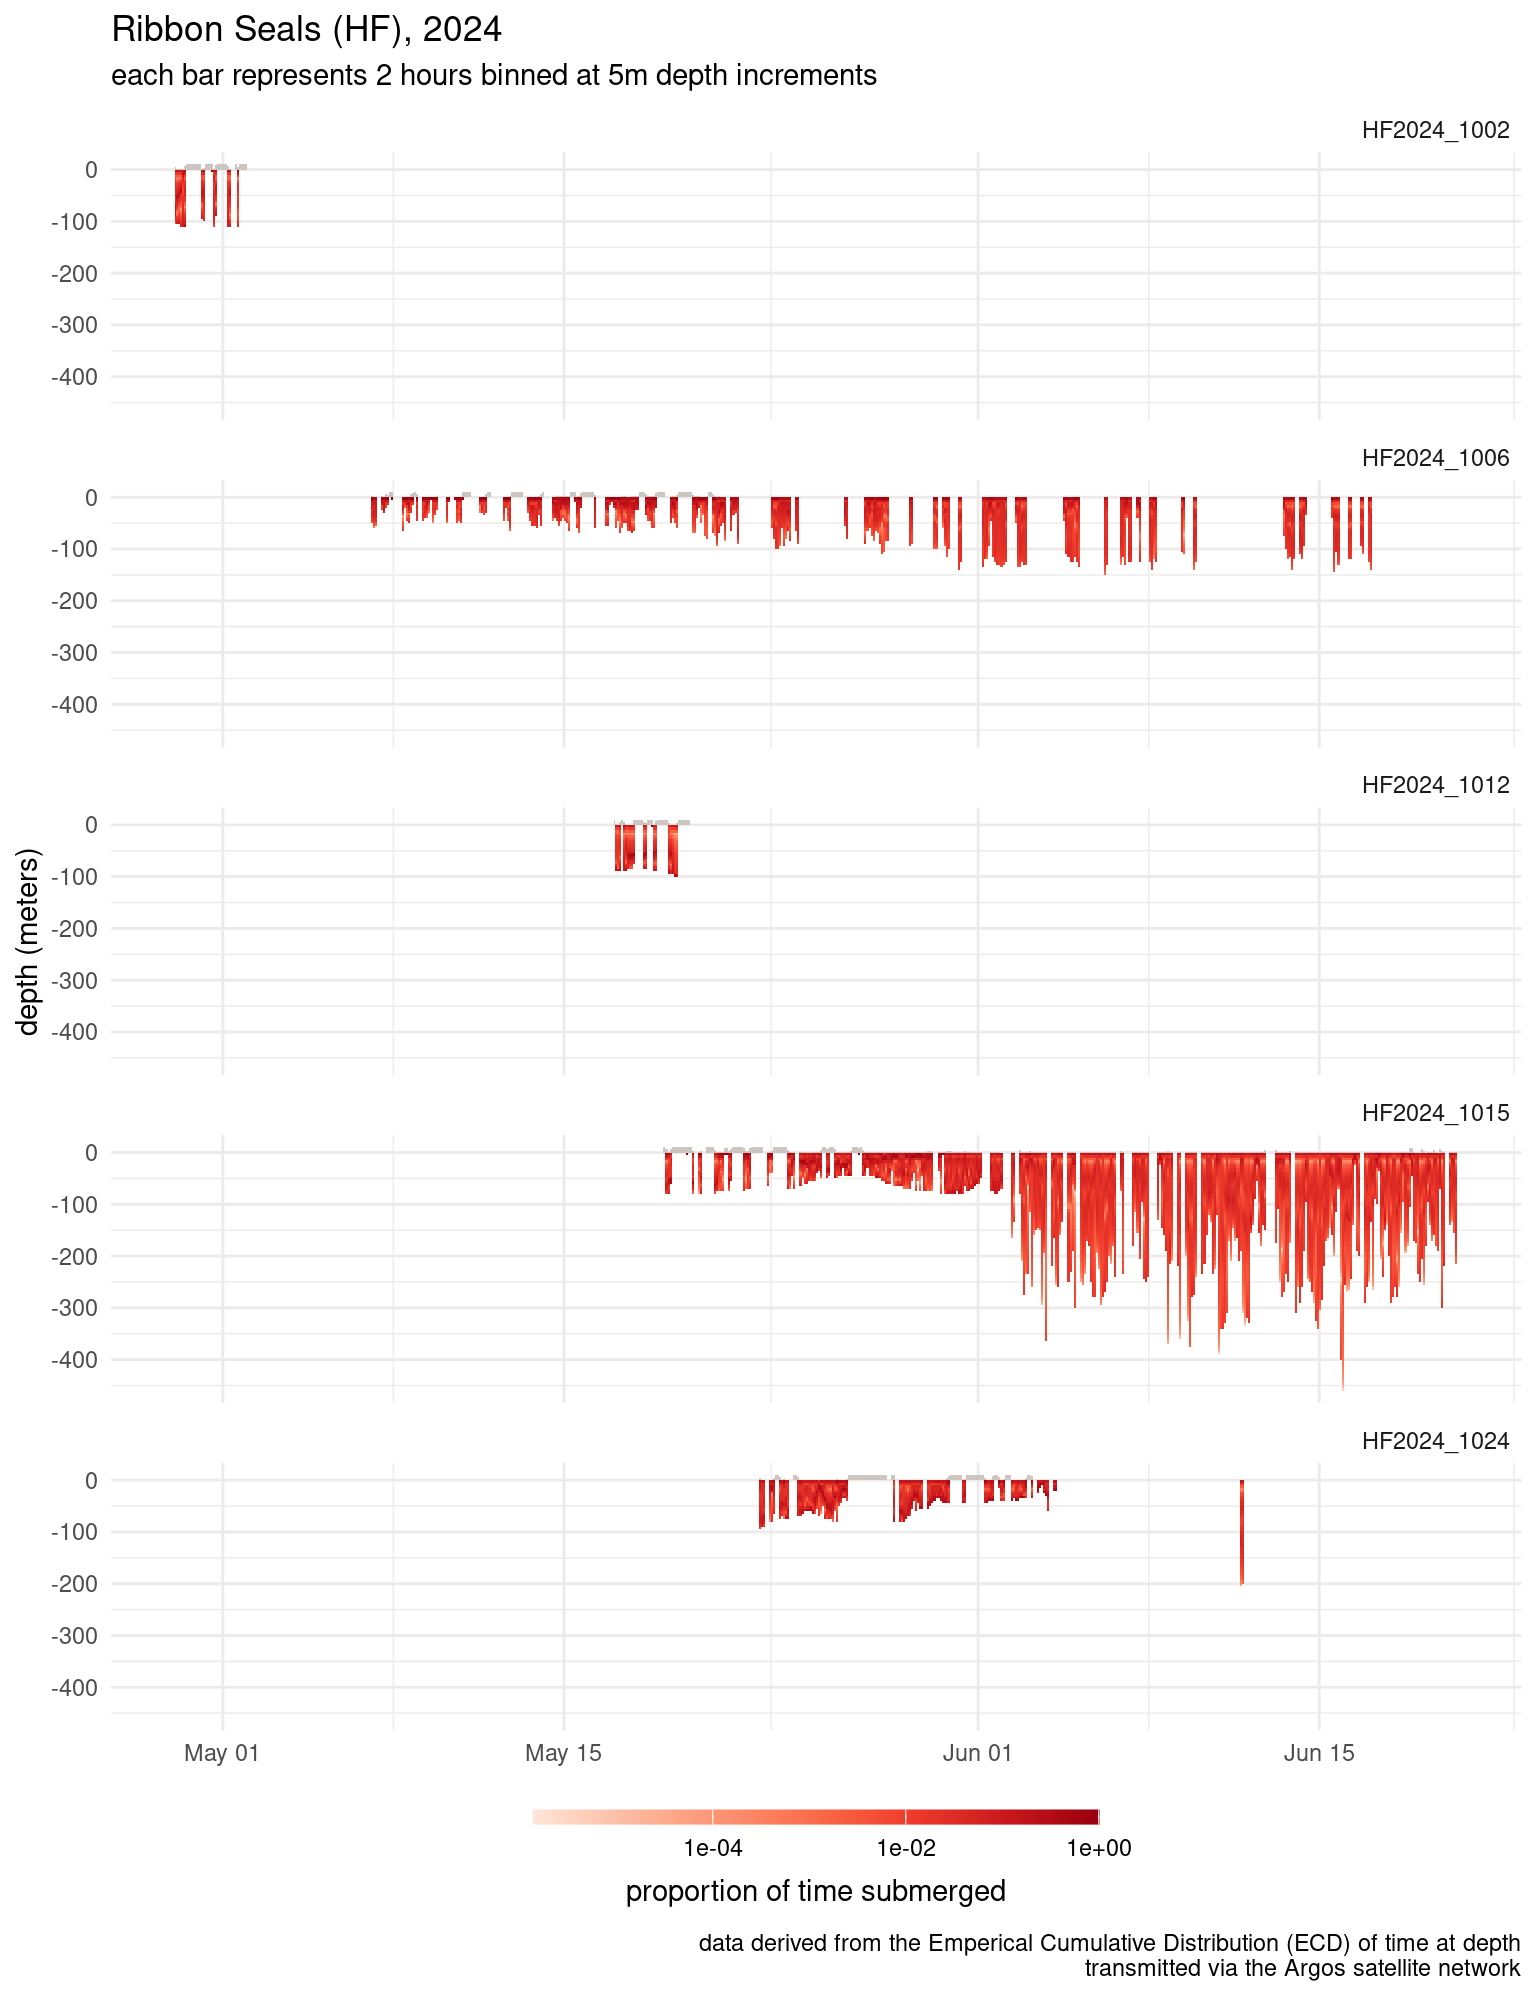 Ribbon Seals (HF), 2024
each bar represents 2 hours binned at 5m depth increments
HF2024_1002
0
-100
-200
-300
-400
HF2024_1006
0
-100
-200
-300
-400
HF2024_1012
0
-100
-200
-300
-400
depth (meters)
HF2024_1015
0
-100
-200
-300
-400
HF2024_1024
0
-100
-200
-300
-400
May 01 May 15 Jun 01 Jun 15
1e-04 1e-02 1e+00
proportion of time submerged
data derived from the Emperical Cumulative Distribution (ECD) of time at depth
transmitted via the Argos satellite network